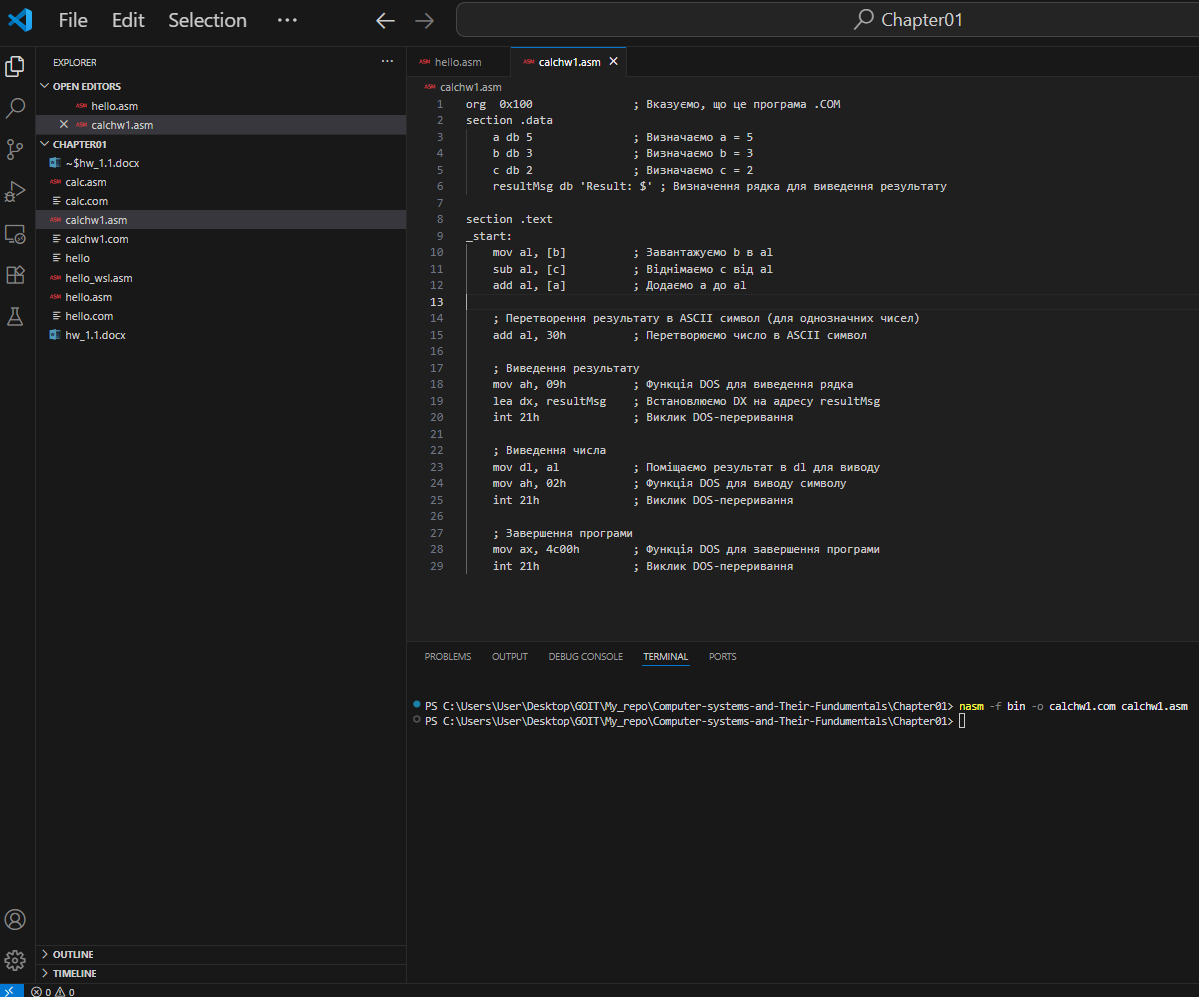 File Edit Selection ··· Chapter01
EXPLORER ···
OPEN EDITORS
ASM hello.asm
ASM calchw1.asm
CHAPTER01
~$hw_1.1.docx
ASM calc.asm
calc.com
ASM calchw1.asm
calchw1.com
hello
ASM hello_wsl.asm
ASM hello.asm
hello.com
hw_1.1.docx
OUTLINE
TIMELINE
ASM hello.asm ASM calchw1.asm
ASM calchw1.asm
1 org 0x100 ; Вказуємо, що це програма .COM
2 section .data
3 a db 5 ; Визначаємо a = 5
4 b db 3 ; Визначаємо b = 3
5 c db 2 ; Визначаємо c = 2
6 resultMsg db 'Result: $' ; Визначення рядка для виведення результату
7
8 section .text
9 _start:
10 mov al, [b] ; Завантажуємо b в al
11 sub al, [c] ; Віднімаємо c від al
12 add al, [a] ; Додаємо a до al
13
14 ; Перетворення результату в ASCII символ (для однозначних чисел)
15 add al, 30h ; Перетворюємо число в ASCII символ
16
17 ; Виведення результату
18 mov ah, 09h ; Функція DOS для виведення рядка
19 lea dx, resultMsg ; Встановлюємо DX на адресу resultMsg
20 int 21h ; Виклик DOS-переривання
21
22 ; Виведення числа
23 mov dl, al ; Поміщаємо результат в dl для виводу
24 mov ah, 02h ; Функція DOS для виводу символу
25 int 21h ; Виклик DOS-переривання
26
27 ; Завершення програми
28 mov ax, 4c00h ; Функція DOS для завершення програми
29 int 21h ; Виклик DOS-переривання
PROBLEMS OUTPUT DEBUG CONSOLE TERMINAL PORTS
PS C:\Users\User\Desktop\GOIT\My_repo\Computer-systems-and-Their-Fundumentals\Chapter01> nasm -f bin -o calchw1.com calchw1.asm
PS C:\Users\User\Desktop\GOIT\My_repo\Computer-systems-and-Their-Fundumentals\Chapter01>
0 0